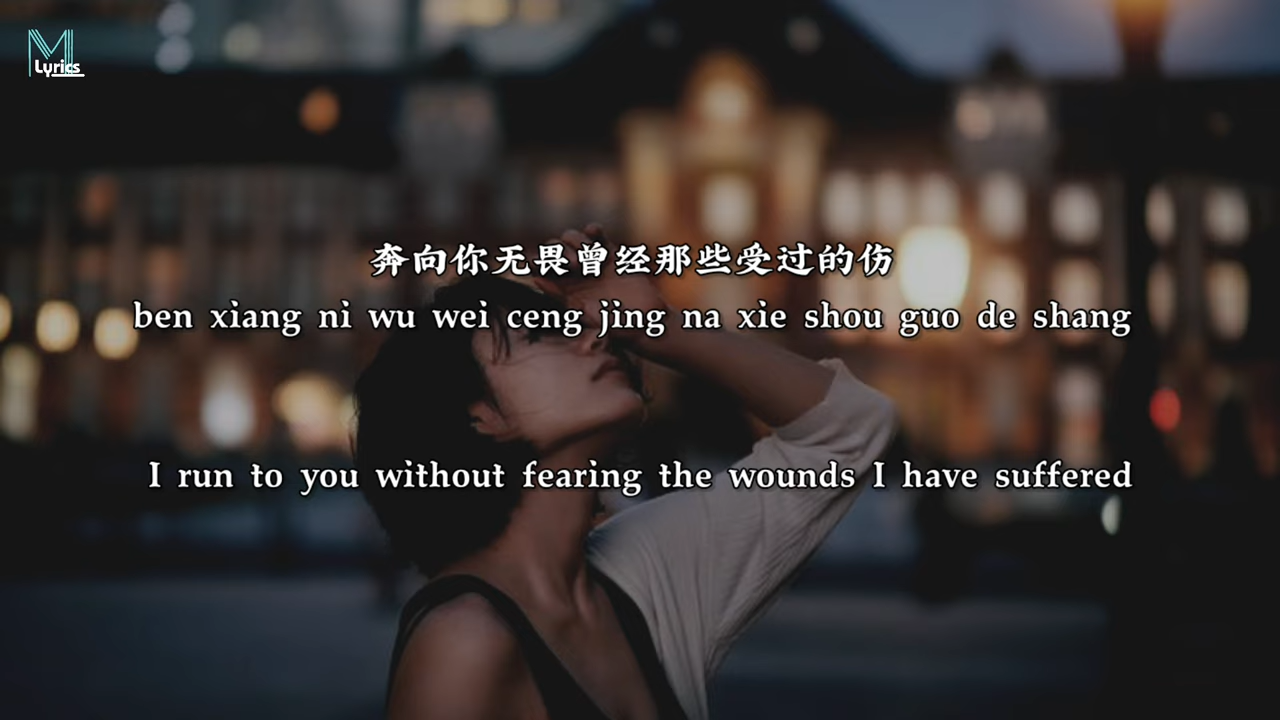 M
Lyrics
奔向你无畏曾经那些受过的伤
ben xiang ni wu wei ceng jing na xie shou guo de shang
I run to you without fearing the wounds I have suffered